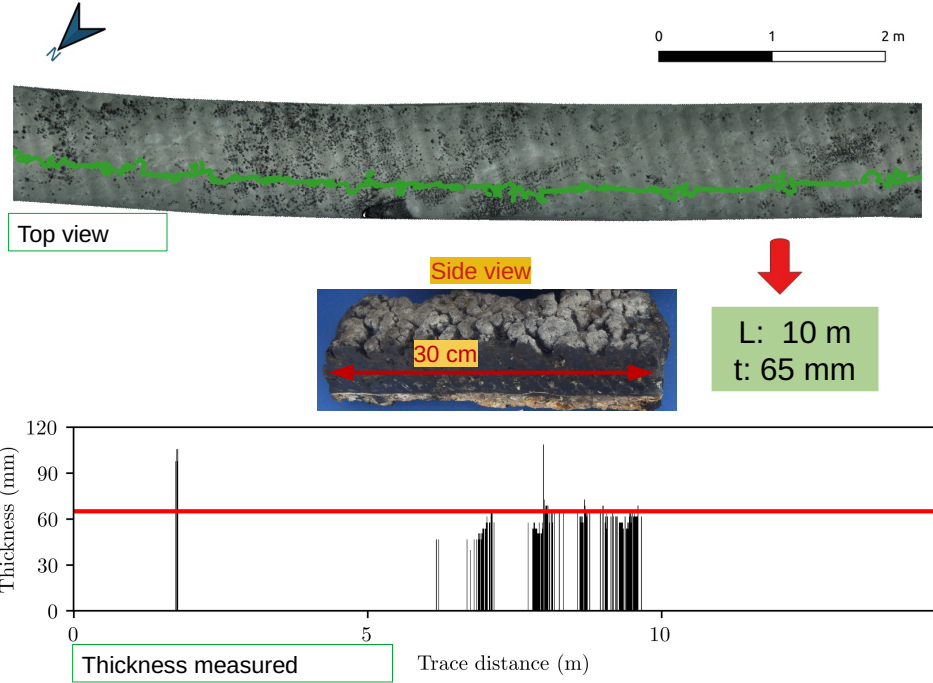 N
0 1 2 m
Top view
Side view
30 cm
L: 10 m
t: 65 mm
120
90
60
30
0
Thickness (mm)
0 5 10
Thickness measured
Trace distance (m)